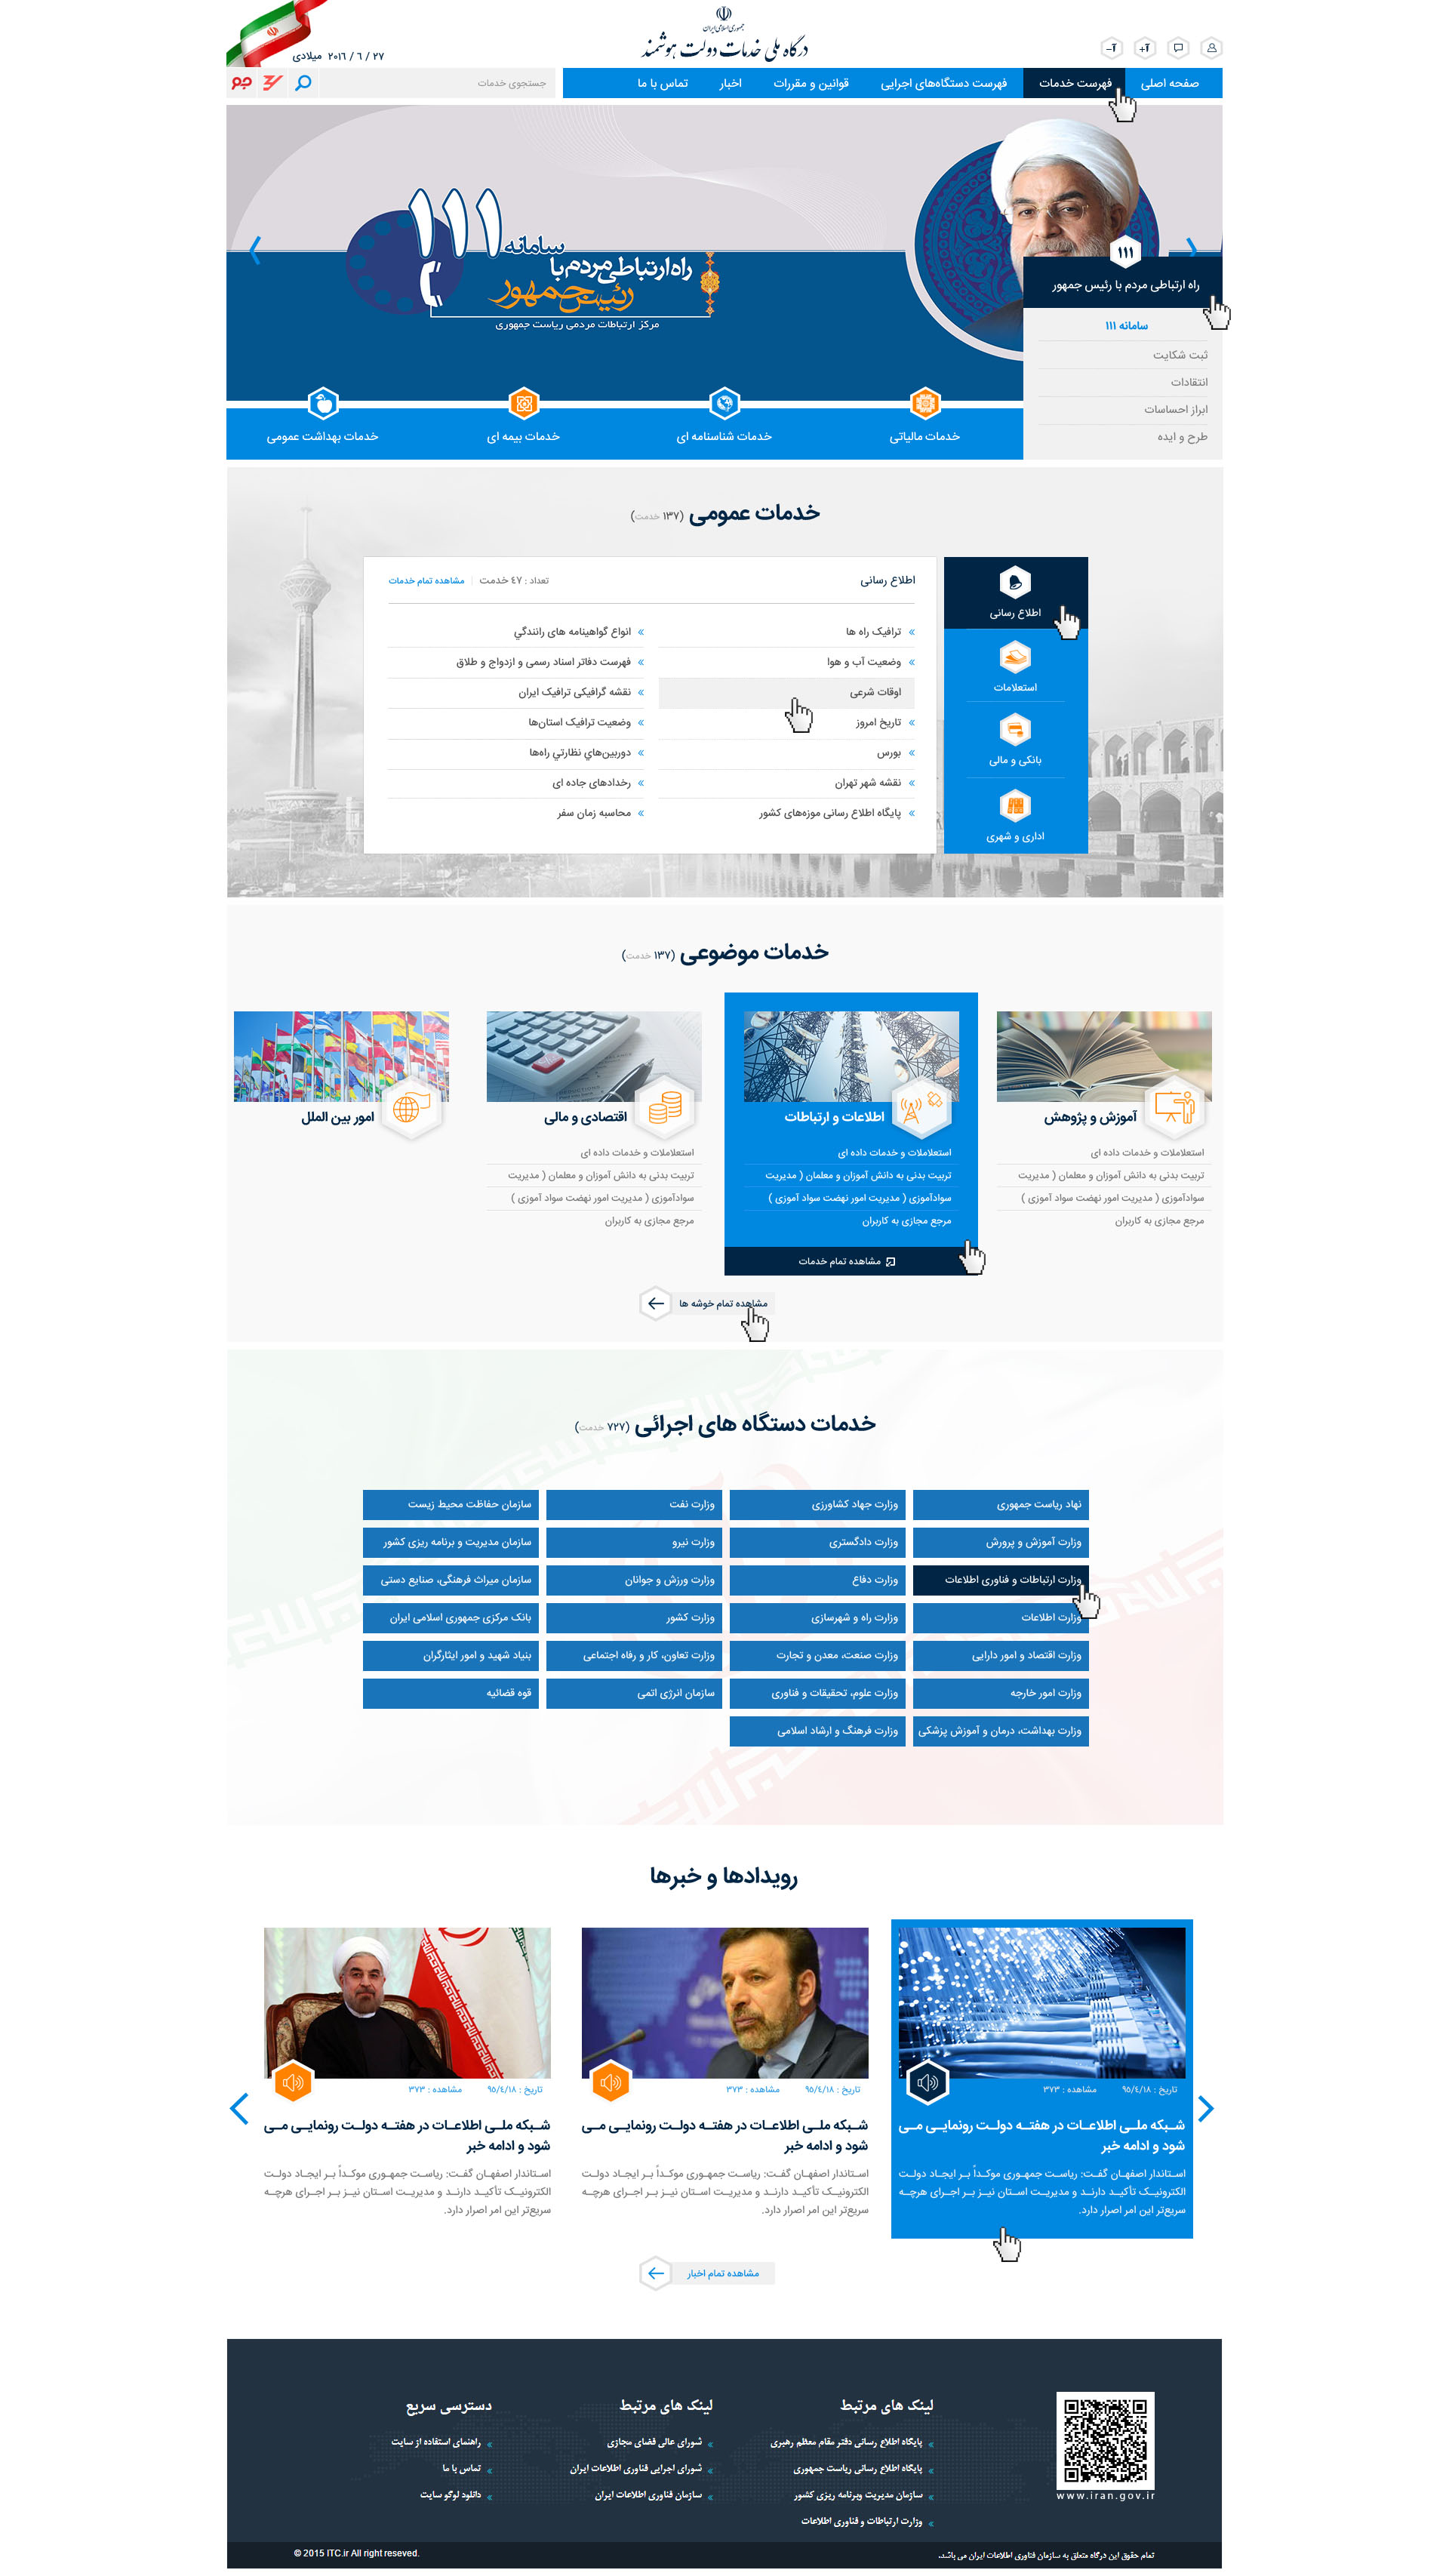 جمهوری اسلامی ایران
درگاه ملی خدمات دولت هوشمند
۲۷ / ۶ / ۲۰۱۶ میلادی
آ+
آ−
صفحه اصلی
فهرست خدمات
فهرست دستگاه‌های اجرایی
قوانین و مقررات
اخبار
تماس با ما
جستجوی خدمات
سامانه ۱۱۱
راه ارتباطی مردم با
رئیس جمهور
مرکز ارتباطات مردمی ریاست جمهوری
۱۱۱
راه ارتباطی مردم با رئیس جمهور
سامانه ۱۱۱
ثبت شکایت
انتقادات
ابراز احساسات
طرح و ایده
خدمات مالیاتی
خدمات شناسنامه ای
خدمات بیمه ای
خدمات بهداشت عمومی
خدمات عمومی (۱۳۷ خدمت)
اطلاع رسانی
استعلامات
بانکی و مالی
اداری و شهری
اطلاع رسانی
تعداد : ٤٧ خدمت | مشاهده تمام خدمات
ترافیک راه ها
وضعیت آب و هوا
اوقات شرعی
تاریخ امروز
بورس
نقشه شهر تهران
پایگاه اطلاع رسانی موزه‌های کشور
انواع گواهینامه های رانندگي
فهرست دفاتر اسناد رسمی و ازدواج و طلاق
نقشه گرافیکی ترافیک ایران
وضعیت ترافیک استان‌ها
دوربین‌هاي نظارتي راه‌ها
رخدادهای جاده ای
محاسبه زمان سفر
خدمات موضوعی (۱۳۷ خدمت)
آموزش و پژوهش
استعلاملات و خدمات داده ای
تربیت بدنی به دانش آموزان و معلمان ( مدیریت
سوادآموزی ( مدیریت امور نهضت سواد آموزی )
مرجع مجازی به کاربران
اطلاعات و ارتباطات
استعلاملات و خدمات داده ای
تربیت بدنی به دانش آموزان و معلمان ( مدیریت
سوادآموزی ( مدیریت امور نهضت سواد آموزی )
مرجع مجازی به کاربران
مشاهده تمام خدمات
اقتصادی و مالی
استعلاملات و خدمات داده ای
تربیت بدنی به دانش آموزان و معلمان ( مدیریت
سوادآموزی ( مدیریت امور نهضت سواد آموزی )
مرجع مجازی به کاربران
امور بین الملل
مشاهده تمام خوشه ها
خدمات دستگاه های اجرائی (۷۲۷ خدمت)
نهاد ریاست جمهوری
وزارت آموزش و پرورش
وزارت ارتباطات و فناوری اطلاعات
وزارت اطلاعات
وزارت اقتصاد و امور دارایی
وزارت امور خارجه
وزارت بهداشت، درمان و آموزش پزشکی
وزارت جهاد کشاورزی
وزارت دادگستری
وزارت دفاع
وزارت راه و شهرسازی
وزارت صنعت، معدن و تجارت
وزارت علوم، تحقیقات و فناوری
وزارت فرهنگ و ارشاد اسلامی
وزارت نفت
وزارت نیرو
وزارت ورزش و جوانان
وزارت کشور
وزارت تعاون، کار و رفاه اجتماعی
سازمان انرژی اتمی
سازمان حفاظت محیط زیست
سازمان مدیریت و برنامه ریزی کشور
سازمان میراث فرهنگی، صنایع دستی
بانک مرکزی جمهوری اسلامی ایران
بنیاد شهید و امور ایثارگران
قوه قضائیه
رویدادها و خبرها
تاریخ : ۹۵/٤/۱۸ مشاهده : ۳۷۳
شبکه ملی اطلاعات در هفته دولت رونمایی می
شود و ادامه خبر
استاندار اصفهان گفت: ریاست جمهوری موکداً بر ایجاد دولت
الکترونیک تأکید دارند و مدیریت استان نیز بر اجرای هرچه
سریع‌تر این امر اصرار دارد.
تاریخ : ۹۵/٤/۱۸ مشاهده : ۳۷۳
شبکه ملی اطلاعات در هفته دولت رونمایی می
شود و ادامه خبر
استاندار اصفهان گفت: ریاست جمهوری موکداً بر ایجاد دولت
الکترونیک تأکید دارند و مدیریت استان نیز بر اجرای هرچه
سریع‌تر این امر اصرار دارد.
تاریخ : ۹۵/٤/۱۸ مشاهده : ۳۷۳
شبکه ملی اطلاعات در هفته دولت رونمایی می
شود و ادامه خبر
استاندار اصفهان گفت: ریاست جمهوری موکداً بر ایجاد دولت
الکترونیک تأکید دارند و مدیریت استان نیز بر اجرای هرچه
سریع‌تر این امر اصرار دارد.
مشاهده تمام اخبار
www.iran.gov.ir
لینک های مرتبط
پایگاه اطلاع رسانی دفتر مقام معظم رهبری
پایگاه اطلاع رسانی ریاست جمهوری
سازمان مدیریت وبرنامه ریزی کشور
وزارت ارتباطات و فناوری اطلاعات
لینک های مرتبط
شورای عالی فضای مجازی
شورای اجرایی فناوری اطلاعات ایران
سازمان فناوری اطلاعات ایران
دسترسی سریع
راهنمای استفاده از سایت
تماس با ما
دانلود لوگو سایت
تمام حقوق این درگاه متعلق به سازمان فناوری اطلاعات ایران می باشد.
© 2015 ITC.ir All right reseved.